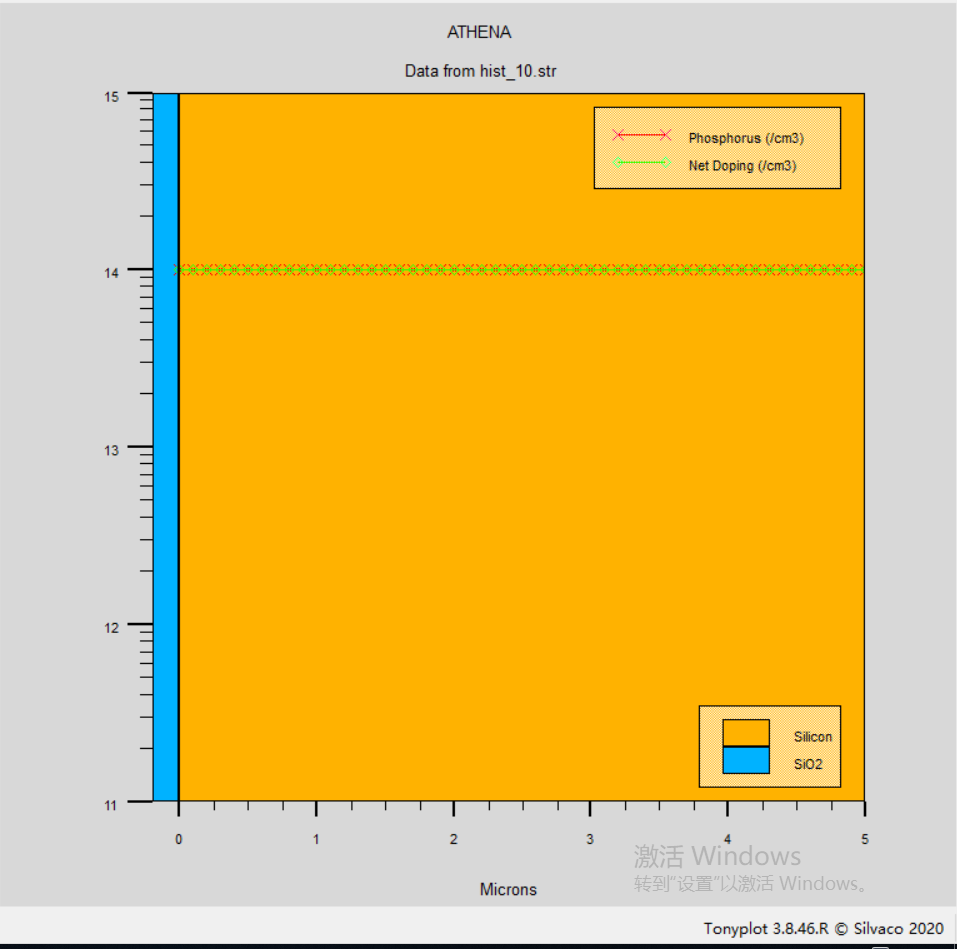 ATHENA
Data from hist_10.str
15
Phosphorus (/cm3)
Net Doping (/cm3)
14
13
12
Silicon
SiO2
11
0 1 2 3 4 5
激活 Windows
转到"设置"以激活 Windows。
Microns
Tonyplot 3.8.46.R © Silvaco 2020